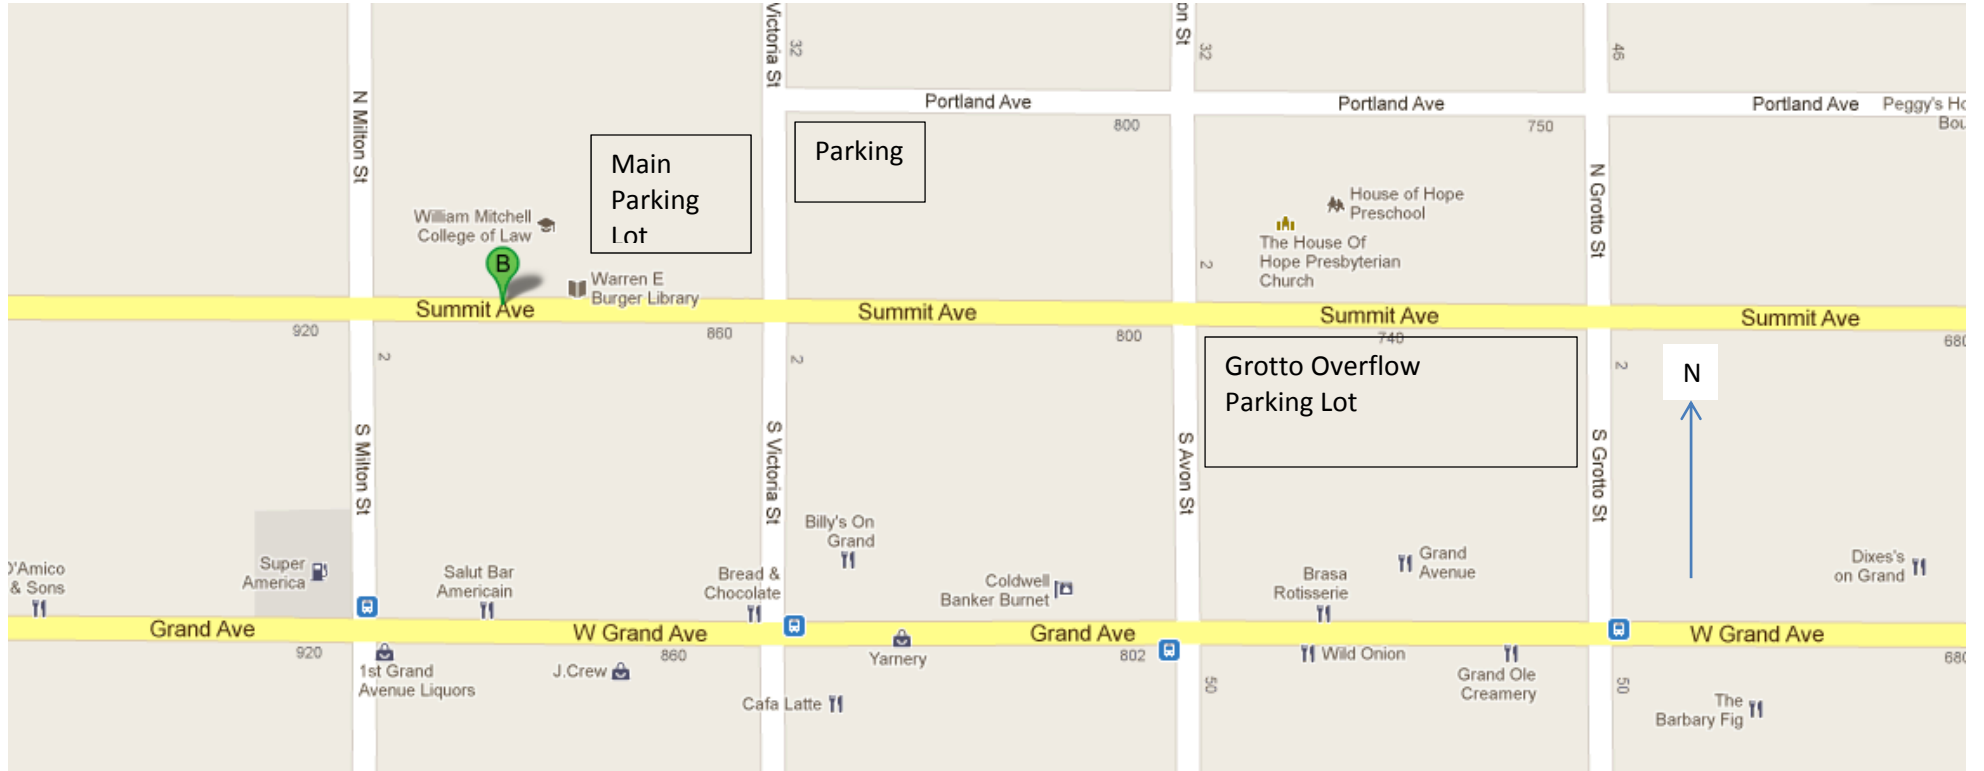 Victoria St
on St
32
32
46
N Milton St
Portland Ave
Portland Ave
Portland Ave
Peggy's Ho
Bou
800
750
Main
Parking
Lot
Parking
N Grotto St
William Mitchell
College of Law
House of Hope
Preschool
The House Of
Hope Presbyterian
Church
2
B
Warren E
Burger Library
Summit Ave
Summit Ave
Summit Ave
Summit Ave
920
860
800
740
680
2
2
2
Grotto Overflow
Parking Lot
N
S Milton St
S Victoria St
S Avon St
S Grotto St
Billy's On
Grand
D'Amico
& Sons
Super
America
Salut Bar
Americain
Bread &
Chocolate
Coldwell
Banker Burnet
Brasa
Rotisserie
Grand
Avenue
Dixes's
on Grand
Grand Ave
W Grand Ave
Grand Ave
W Grand Ave
920
1st Grand
Avenue Liquors
J.Crew
860
Yarnery
802
Wild Onion
Grand Ole
Creamery
680
50
50
Cafa Latte
The
Barbary Fig